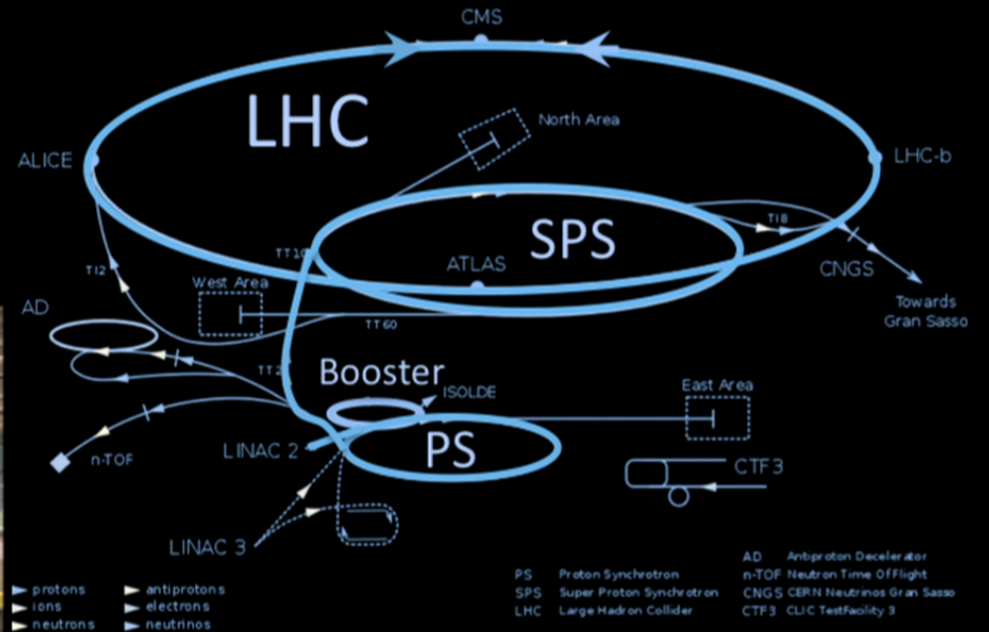 CMS
LHC
North Area
ALICE
LHC-b
SPS
TI8
TT10
ATLAS
CNGS
TI2
West Area
Towards
Gran Sasso
AD
TT60
TT2
Booster
ISOLDE
East Area
LINAC 2
PS
n-TOF
CTF3
LINAC 3
protons
antiprotons
ions
electrons
neutrons
neutrinos
PS Proton Synchrotron
SPS Super Proton Synchrotron
LHC Large Hadron Collider
AD Antiproton Decelerator
n-TOF Neutron Time Of Flight
CNGS CERN Neutrinos Gran Sasso
CTF3 CLIC TestFacility 3